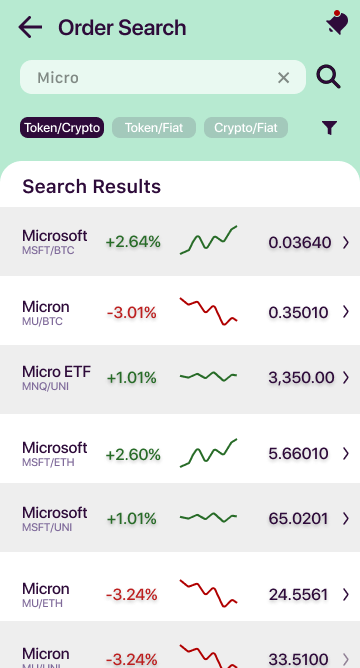 Order Search
Micro
Token/Crypto Token/Fiat Crypto/Fiat
Search Results
Microsoft +2.64% 0.03640
MSFT/BTC
Micron -3.01% 0.35010
MU/BTC
Micro ETF +1.01% 3,350.00
MNQ/UNI
Microsoft +2.60% 5.66010
MSFT/ETH
Microsoft +1.01% 65.0201
MSFT/UNI
Micron -3.24% 24.5561
MU/ETH
Micron -3.24% 33.5100
MU/UNI